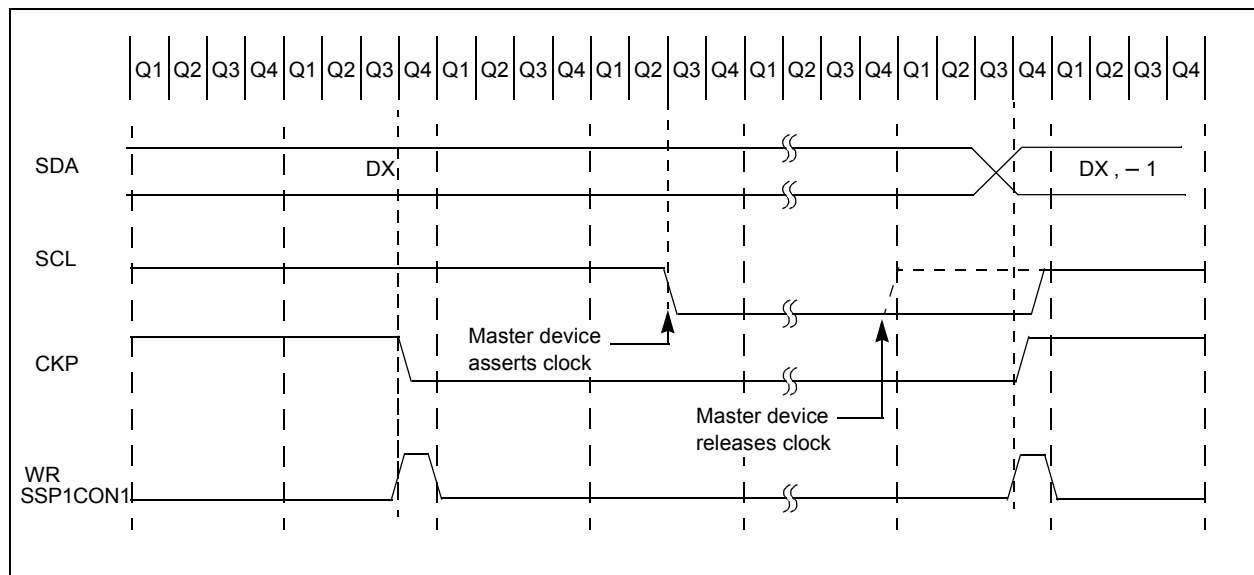 Q1 Q2 Q3 Q4 Q1 Q2 Q3 Q4 Q1 Q2 Q3 Q4 Q1 Q2 Q3 Q4 Q1 Q2 Q3 Q4 Q1 Q2 Q3 Q4 Q1 Q2 Q3 Q4
SDA
DX
DX , – 1
SCL
Master device
asserts clock
CKP
Master device
releases clock
WR
SSP1CON1